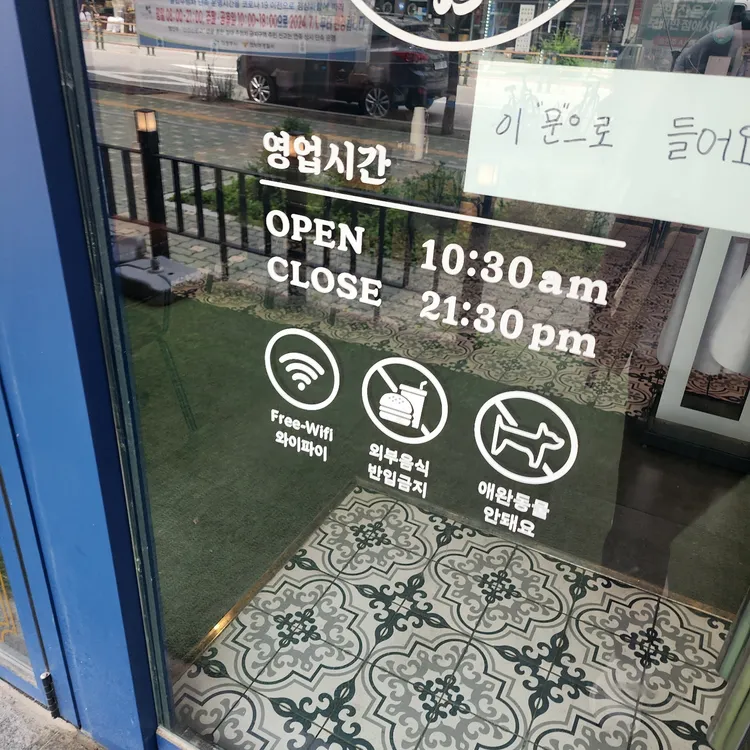 이 "문"으로 들어오
영업시간
OPEN 10:30 am
CLOSE 21:30 pm
Free-Wifi
와이파이
외부음식
반입금지
애완동물
안돼요